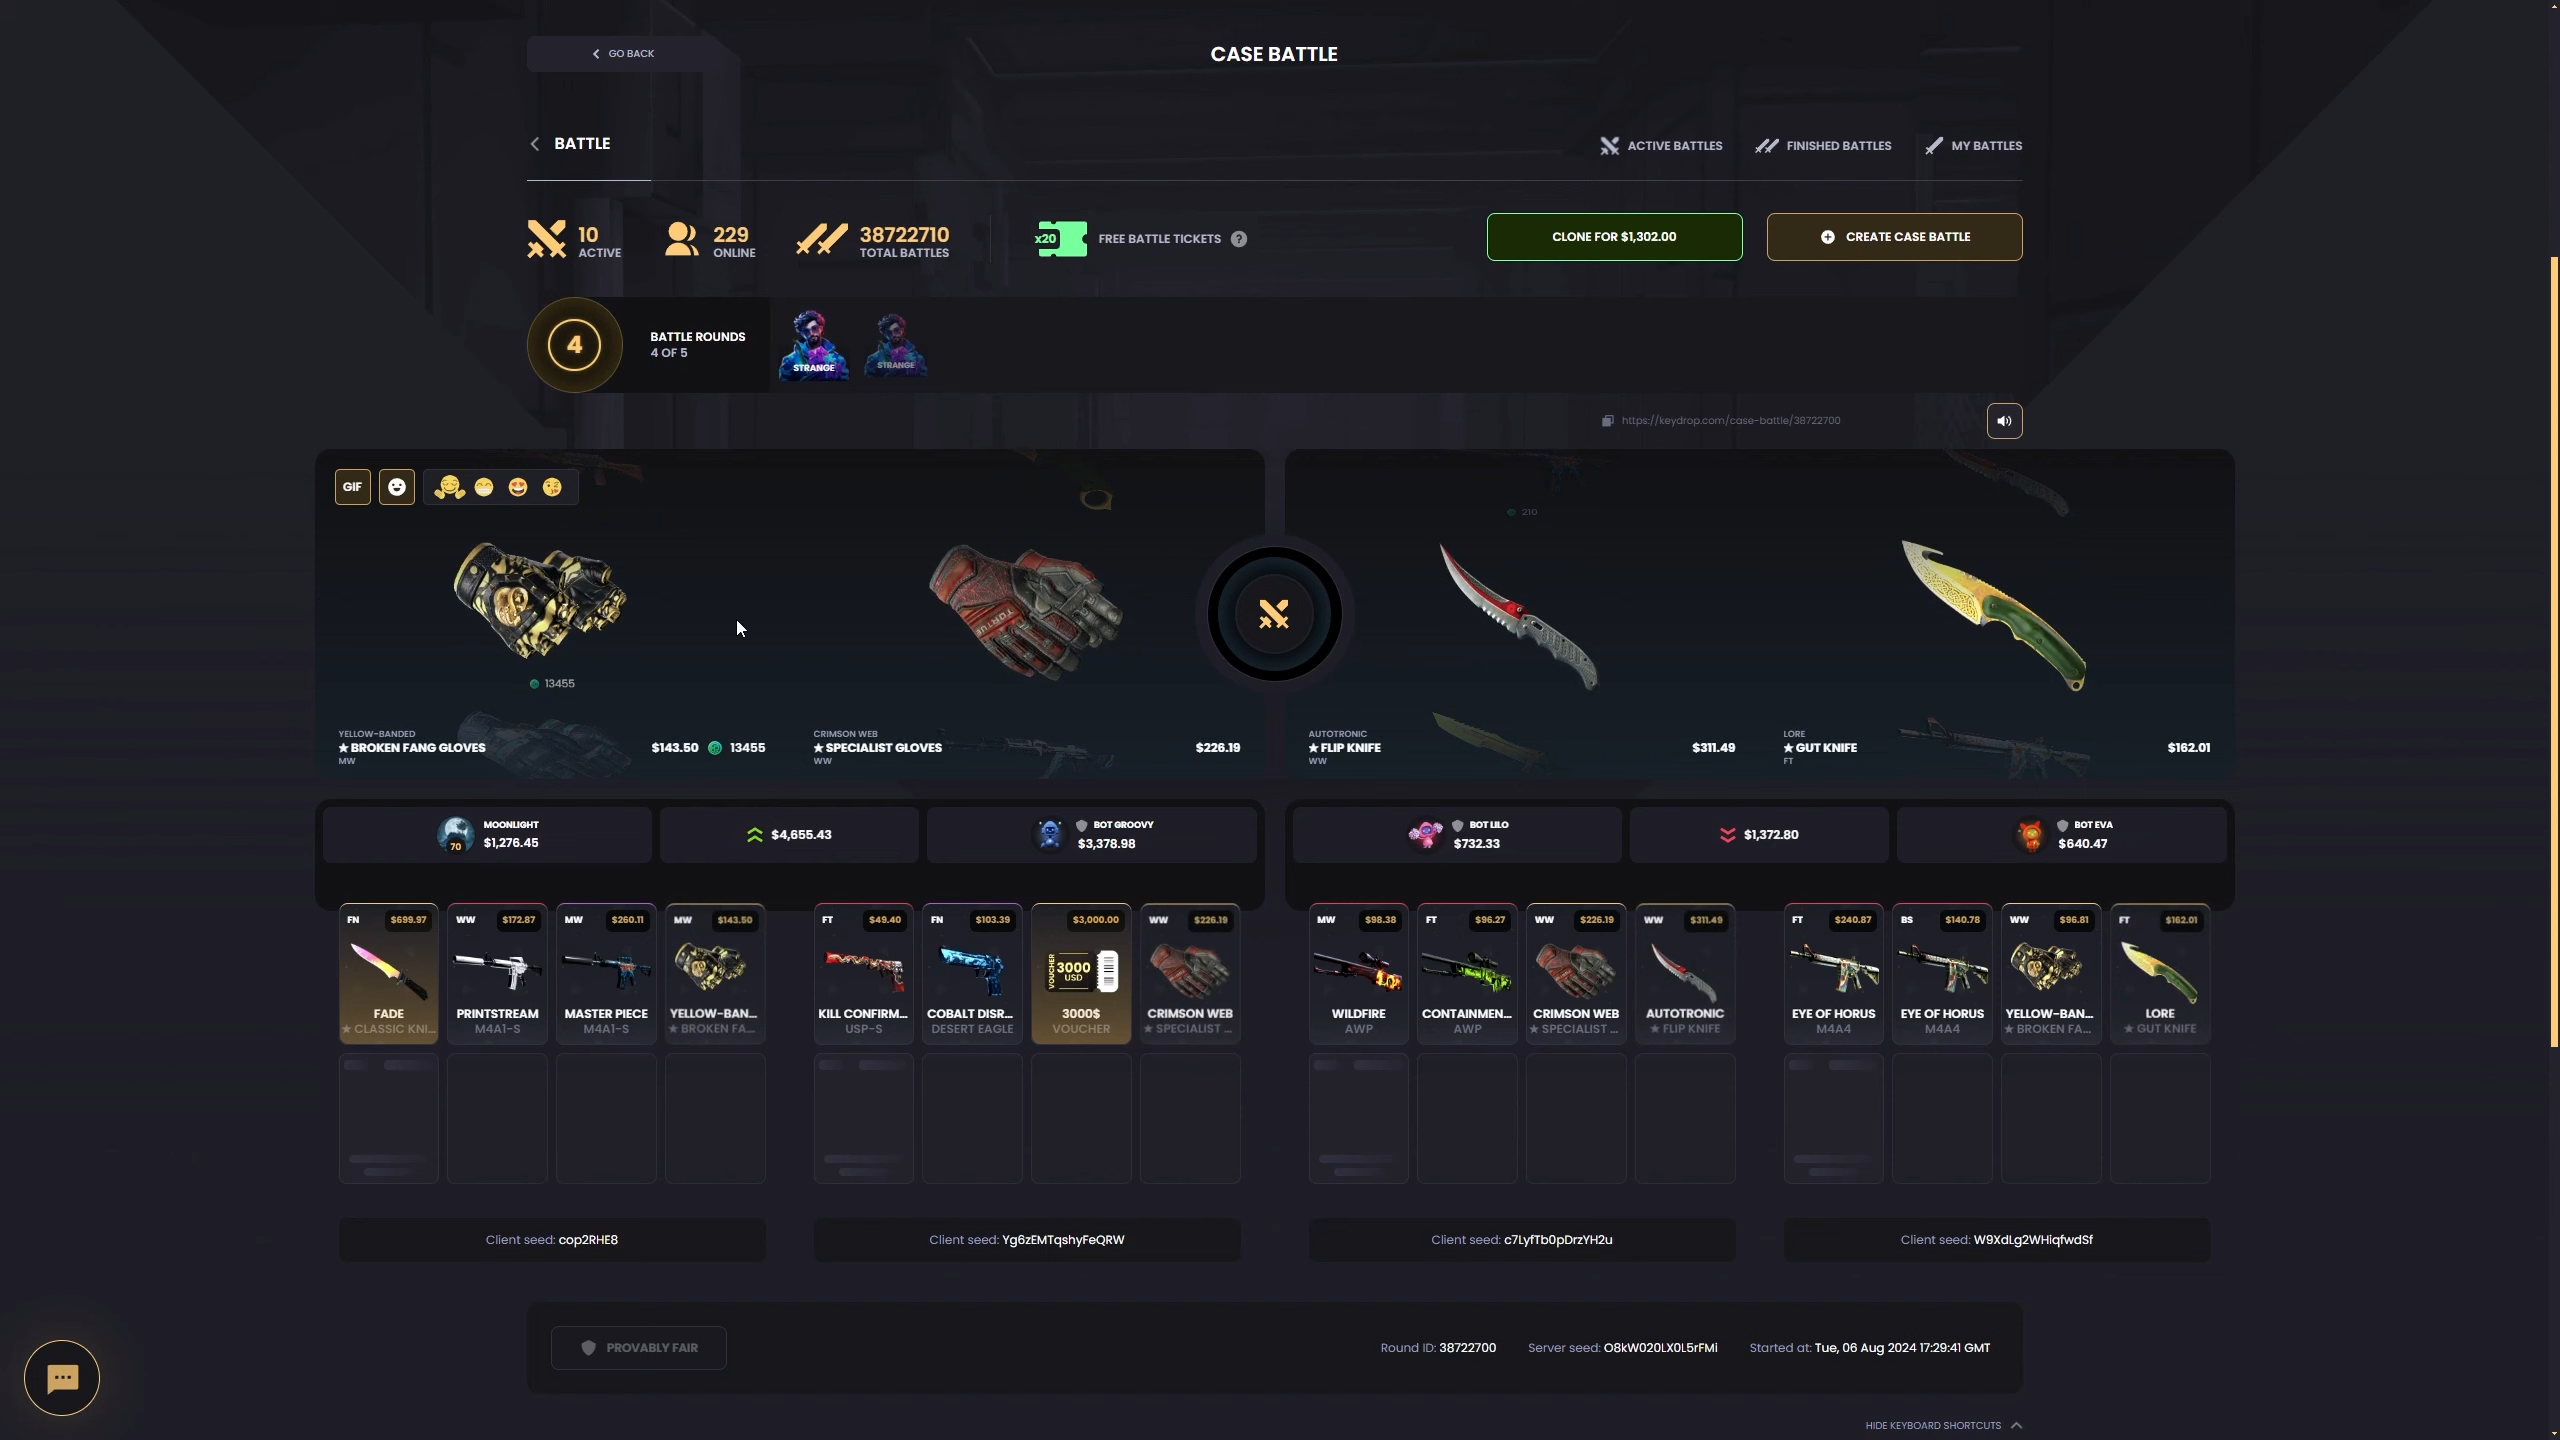 GO BACK
CASE BATTLE
BATTLE
ACTIVE BATTLES
FINISHED BATTLES
MY BATTLES
10
ACTIVE
229
ONLINE
38722710
TOTAL BATTLES
x20
FREE BATTLE TICKETS ?
CLONE FOR $1,302.00
CREATE CASE BATTLE
4
BATTLE ROUNDS
4 OF 5
STRANGE
STRANGE
https://keydrop.com/case-battle/38722700
GIF
210
13455
YELLOW-BANDED
★ BROKEN FANG GLOVES
MW
$143.50 13455
CRIMSON WEB
★ SPECIALIST GLOVES
WW
$226.19
AUTOTRONIC
★ FLIP KNIFE
WW
$311.49
LORE
★ GUT KNIFE
FT
$162.01
70
MOONLIGHT
$1,276.45
$4,655.43
BOT GROOVY
$3,378.98
BOT LILO
$732.33
$1,372.80
BOT EVA
$640.47
FN $699.97
FADE
★ CLASSIC KNI...
WW $172.87
PRINTSTREAM
M4A1-S
MW $260.11
MASTER PIECE
M4A1-S
MW $143.50
YELLOW-BAN...
★ BROKEN FA...
FT $49.40
KILL CONFIRM...
USP-S
FN $103.39
COBALT DISR...
DESERT EAGLE
$3,000.00
VOUCHER
3000
USD
3000$
VOUCHER
WW $226.19
CRIMSON WEB
★ SPECIALIST ...
MW $98.38
WILDFIRE
AWP
FT $96.27
CONTAINMEN...
AWP
WW $226.19
CRIMSON WEB
★ SPECIALIST ...
WW $311.49
AUTOTRONIC
★ FLIP KNIFE
FT $240.87
EYE OF HORUS
M4A4
BS $140.78
EYE OF HORUS
M4A4
WW $96.81
YELLOW-BAN...
★ BROKEN FA...
FT $162.01
LORE
★ GUT KNIFE
Client seed: cop2RHE8
Client seed: Yg6zEMTqshyFeQRW
Client seed: c7LyfTb0pDrzYH2u
Client seed: W9XdLg2WHiqfwdSf
PROVABLY FAIR
Round ID: 38722700
Server seed: O8kW020LX0L5rFMi
Started at: Tue, 06 Aug 2024 17:29:41 GMT
HIDE KEYBOARD SHORTCUTS